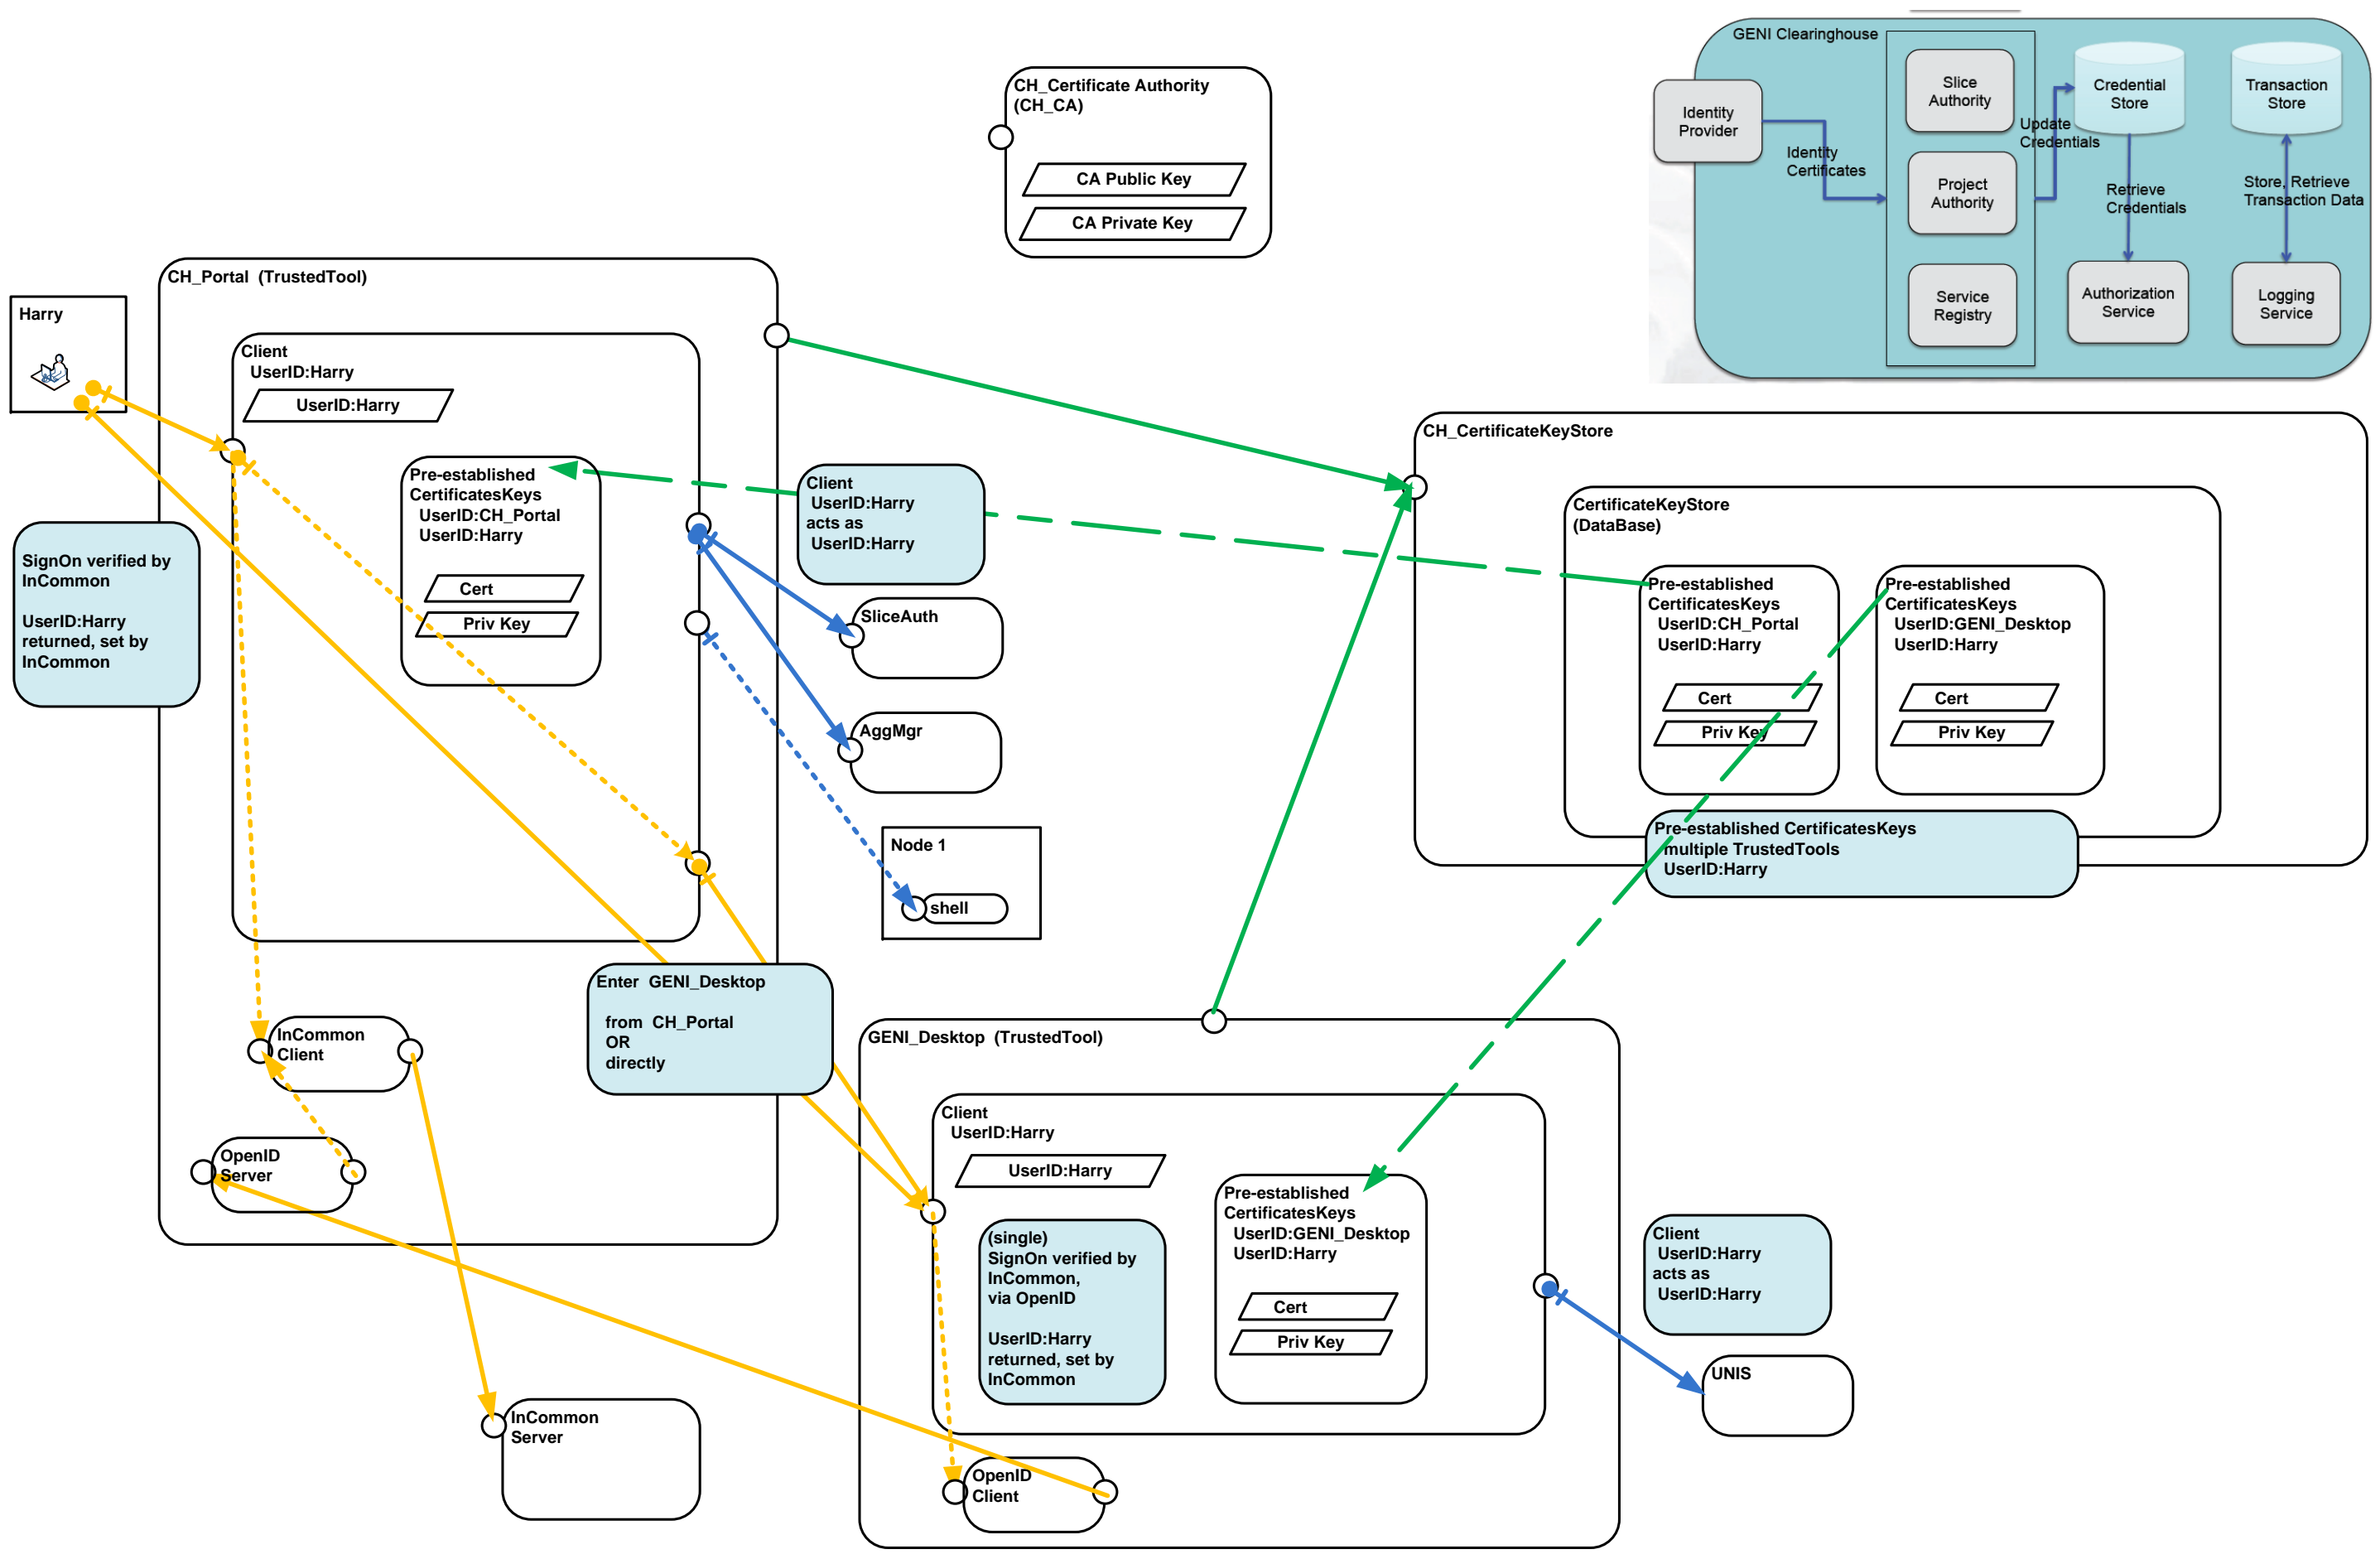 GENI Clearinghouse
Identity
Provider
Identity
Certificates
Slice
Authority
Project
Authority
Service
Registry
Update
Credentials
Credential
Store
Transaction
Store
Retrieve
Credentials
Store, Retrieve
Transaction Data
Authorization
Service
Logging
Service
CH_Certificate Authority
(CH_CA)
CA Public Key
CA Private Key
CH_Portal (TrustedTool)
Harry
Client
UserID:Harry
UserID:Harry
Pre-established
CertificatesKeys
UserID:CH_Portal
UserID:Harry
Cert
Priv Key
SignOn verified by
InCommon
UserID:Harry
returned, set by
InCommon
Client
UserID:Harry
acts as
UserID:Harry
SliceAuth
AggMgr
Node 1
shell
CH_CertificateKeyStore
CertificateKeyStore
(DataBase)
Pre-established
CertificatesKeys
UserID:CH_Portal
UserID:Harry
Cert
Priv Key
Pre-established
CertificatesKeys
UserID:GENI_Desktop
UserID:Harry
Cert
Priv Key
Pre-established CertificatesKeys
multiple TrustedTools
UserID:Harry
Enter GENI_Desktop
from CH_Portal
OR
directly
InCommon
Client
OpenID
Server
InCommon
Server
GENI_Desktop (TrustedTool)
Client
UserID:Harry
UserID:Harry
(single)
SignOn verified by
InCommon,
via OpenID
UserID:Harry
returned, set by
InCommon
Pre-established
CertificatesKeys
UserID:GENI_Desktop
UserID:Harry
Cert
Priv Key
OpenID
Client
Client
UserID:Harry
acts as
UserID:Harry
UNIS